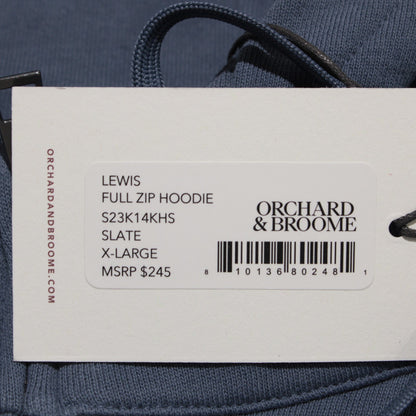 ORCHARDANDBROOME.COM
LEWIS
FULL ZIP HOODIE
S23K14KHS
SLATE
X-LARGE
MSRP $245
ORCHARD
& BROOME
8 10136 80248 1